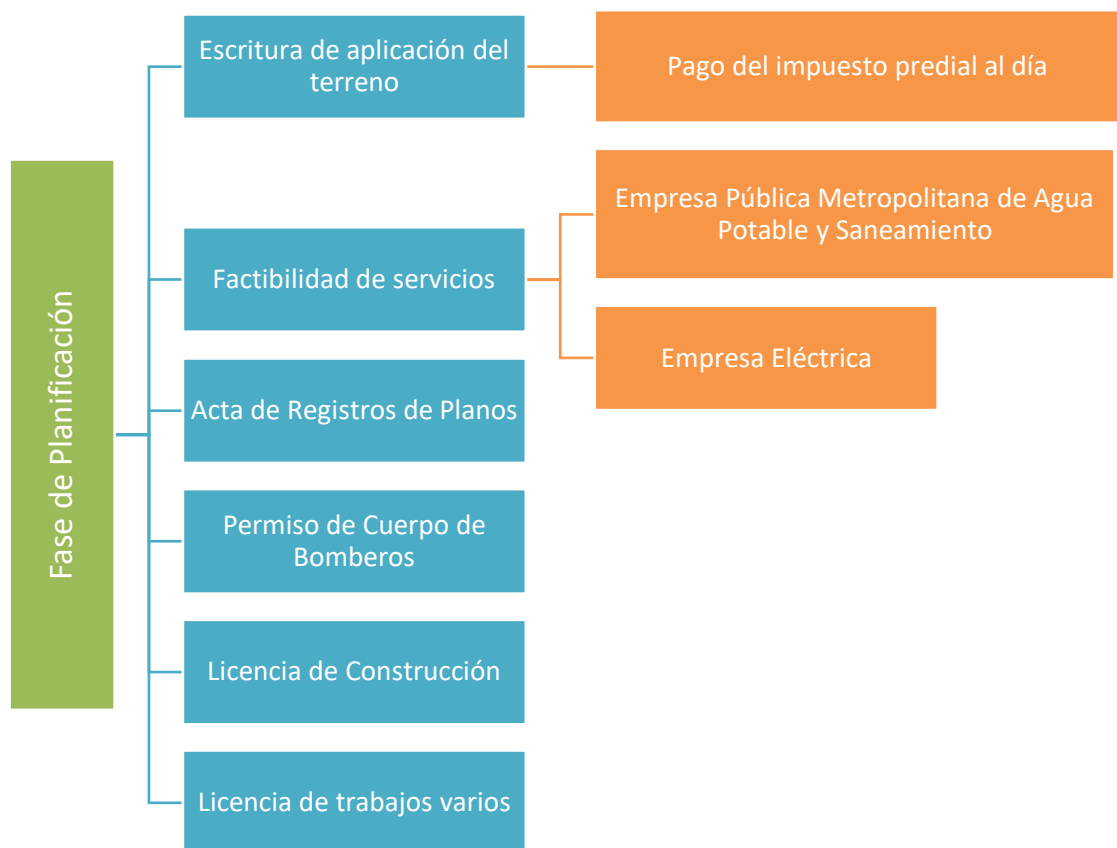 Fase de Planificación
Escritura de aplicación del
terreno
Pago del impuesto predial al día
Factibilidad de servicios
Empresa Pública Metropolitana de Agua
Potable y Saneamiento
Empresa Eléctrica
Acta de Registros de Planos
Permiso de Cuerpo de
Bomberos
Licencia de Construcción
Licencia de trabajos varios